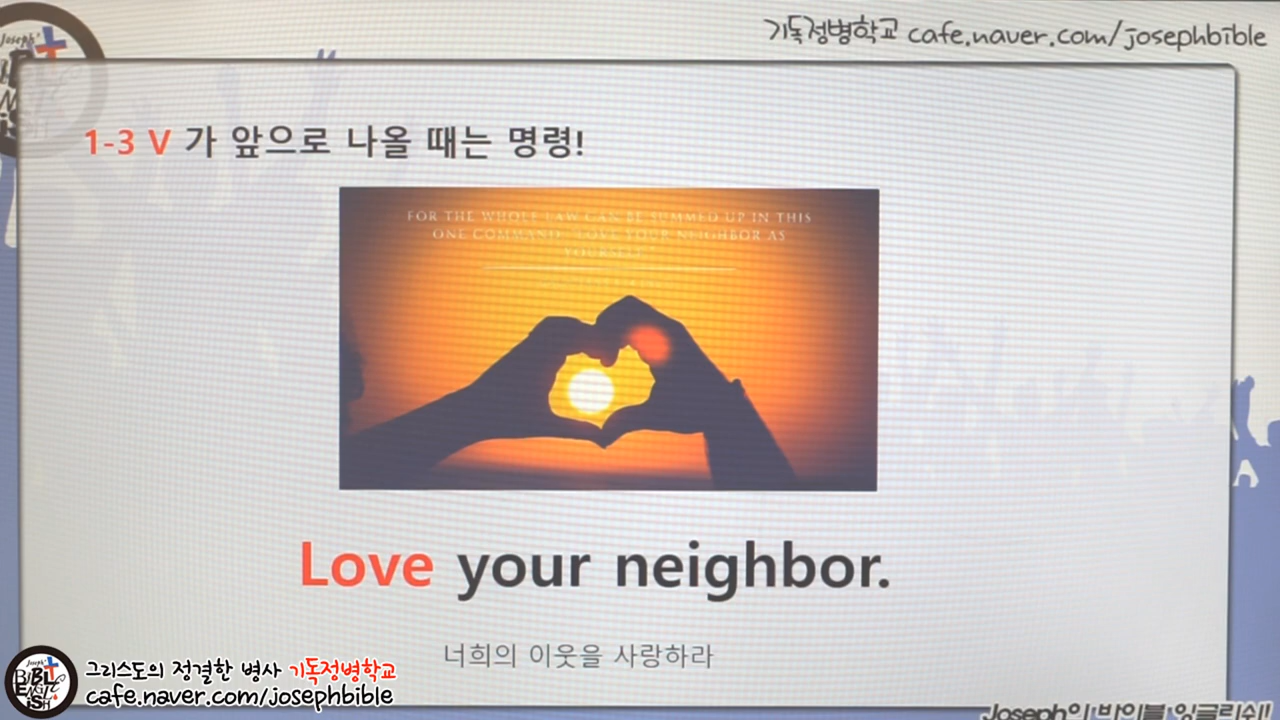 기독정병학교 cafe.naver.com/josephbible
Joseph's
1-3 V 가 앞으로 나올 때는 명령!
FOR THE WHOLE LAW CAN BE SUMMED UP IN THIS
ONE COMMAND: "LOVE YOUR NEIGHBOR AS
YOURSELF."
Love your neighbor.
너희의 이웃을 사랑하라
Joseph's
BIBLE
ENGLISH
그리스도의 정결한 병사 기독정병학교
cafe.naver.com/josephbible
Joseph의 바이블 잉글리쉬!!